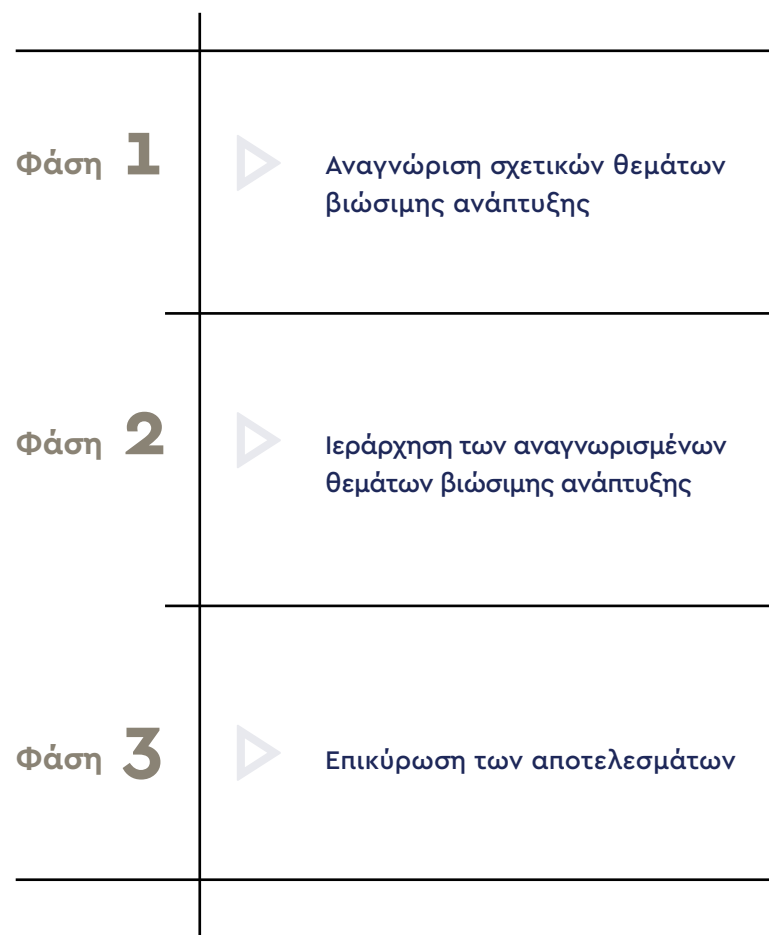 Φάση 1
Αναγνώριση σχετικών θεμάτων
βιώσιμης ανάπτυξης
Φάση 2
Ιεράρχηση των αναγνωρισμένων
θεμάτων βιώσιμης ανάπτυξης
Φάση 3
Επικύρωση των αποτελεσμάτων